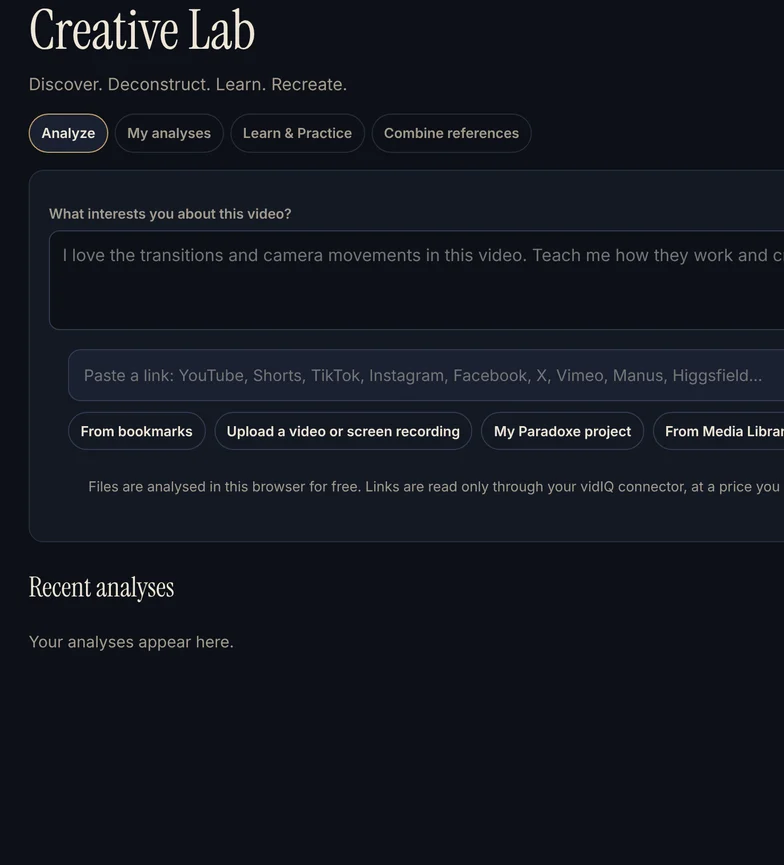 Creative Lab
Discover. Deconstruct. Learn. Recreate.
Analyze My analyses Learn & Practice Combine references
What interests you about this video?
I love the transitions and camera movements in this video. Teach me how they work and
Paste a link: YouTube, Shorts, TikTok, Instagram, Facebook, X, Vimeo, Manus, Higgsfield...
From bookmarks Upload a video or screen recording My Paradoxe project From Media
Files are analysed in this browser for free. Links are read only through your vidIQ connector, at a price you
Recent analyses
Your analyses appear here.